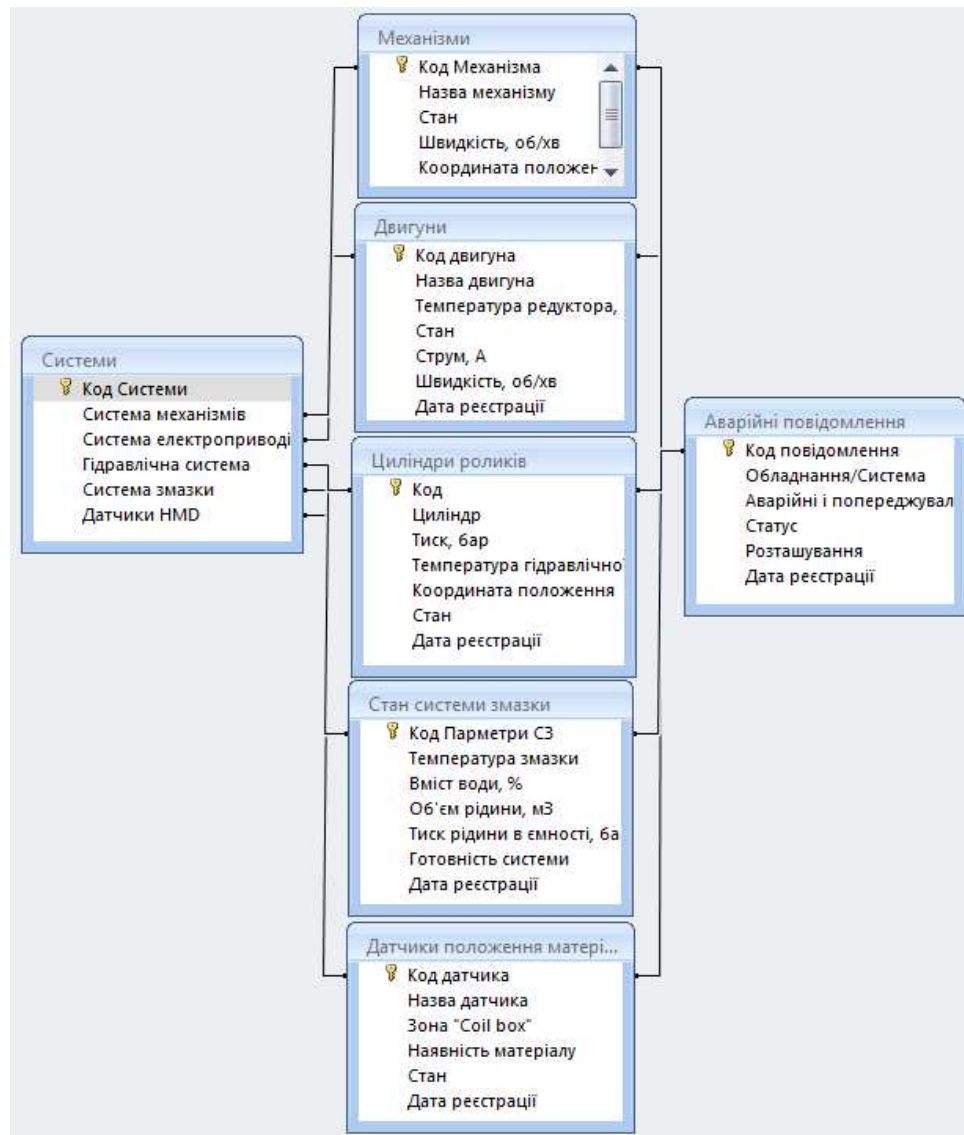 Механізми
Код Механізма
Назва механізму
Стан
Швидкість, об/хв
Координата положен
Двигуни
Код двигуна
Назва двигуна
Температура редуктора,
Стан
Струм, А
Швидкість, об/хв
Дата реєстрації
Системи
Код Системи
Система механізмів
Система електроприводі
Гідравлічна система
Система змазки
Датчики HMD
Циліндри роликів
Код
Циліндр
Тиск, бар
Температура гідравлічної
Координата положення
Стан
Дата реєстрації
Аварійні повідомлення
Код повідомлення
Обладнання/Система
Аварійні і попереджувал
Статус
Розташування
Дата реєстрації
Стан системи змазки
Код Парметри СЗ
Температура змазки
Вміст води, %
Об'єм рідини, м3
Тиск рідини в ємності, ба
Готовність системи
Дата реєстрації
Датчики положення матері...
Код датчика
Назва датчика
Зона "Coil box"
Наявність матеріалу
Стан
Дата реєстрації